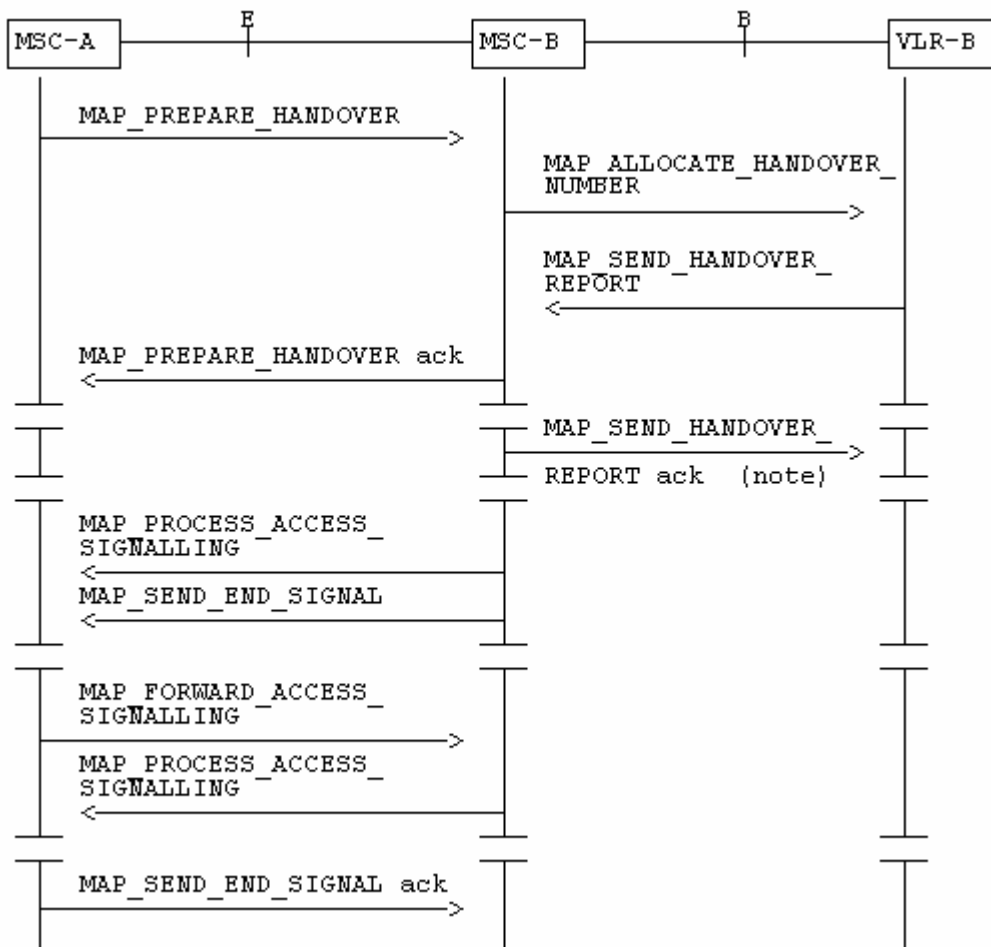 E
B
MSC-A
MSC-B
VLR-B
MAP_PREPARE_HANDOVER
MAP_ALLOCATE_HANDOVER_
NUMBER
MAP_SEND_HANDOVER_
REPORT
MAP_PREPARE_HANDOVER ack
MAP_SEND_HANDOVER_
REPORT ack (note)
MAP_PROCESS_ACCESS_
SIGNALLING
MAP_SEND_END_SIGNAL
MAP_FORWARD_ACCESS_
SIGNALLING
MAP_PROCESS_ACCESS_
SIGNALLING
MAP_SEND_END_SIGNAL ack